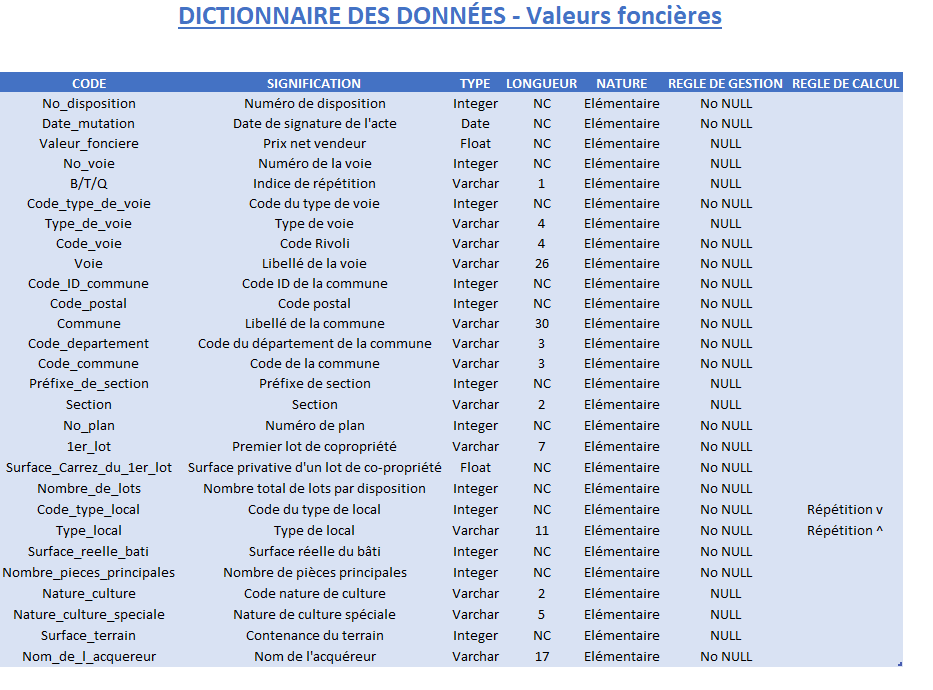 DICTIONNAIRE DES DONNÉES - Valeurs foncières
CODE SIGNIFICATION TYPE LONGUEUR NATURE REGLE DE GESTION REGLE DE CALCUL
No_disposition Numéro de disposition Integer NC Elémentaire No NULL
Date_mutation Date de signature de l'acte Date NC Elémentaire No NULL
Valeur_fonciere Prix net vendeur Float NC Elémentaire NULL
No_voie Numéro de la voie Integer NC Elémentaire NULL
B/T/Q Indice de répétition Varchar 1 Elémentaire NULL
Code_type_de_voie Code du type de voie Integer NC Elémentaire No NULL
Type_de_voie Type de voie Varchar 4 Elémentaire NULL
Code_voie Code Rivoli Varchar 4 Elémentaire No NULL
Voie Libellé de la voie Varchar 26 Elémentaire No NULL
Code_ID_commune Code ID de la commune Integer NC Elémentaire No NULL
Code_postal Code postal Integer NC Elémentaire No NULL
Commune Libellé de la commune Varchar 30 Elémentaire No NULL
Code_departement Code du département de la commune Varchar 3 Elémentaire No NULL
Code_commune Code de la commune Varchar 3 Elémentaire No NULL
Préfixe_de_section Préfixe de section Integer NC Elémentaire NULL
Section Section Varchar 2 Elémentaire NULL
No_plan Numéro de plan Integer NC Elémentaire No NULL
1er_lot Premier lot de copropriété Varchar 7 Elémentaire No NULL
Surface_Carrez_du_1er_lot Surface privative d'un lot de co-propriété Float NC Elémentaire No NULL
Nombre_de_lots Nombre total de lots par disposition Integer NC Elémentaire No NULL
Code_type_local Code du type de local Integer NC Elémentaire No NULL Répétition v
Type_local Type de local Varchar 11 Elémentaire No NULL Répétition ^
Surface_reelle_bati Surface réelle du bâti Integer NC Elémentaire No NULL
Nombre_pieces_principales Nombre de pièces principales Integer NC Elémentaire No NULL
Nature_culture Code nature de culture Varchar 2 Elémentaire NULL
Nature_culture_speciale Nature de culture spéciale Varchar 5 Elémentaire NULL
Surface_terrain Contenance du terrain Integer NC Elémentaire NULL
Nom_de_l_acquereur Nom de l'acquéreur Varchar 17 Elémentaire No NULL